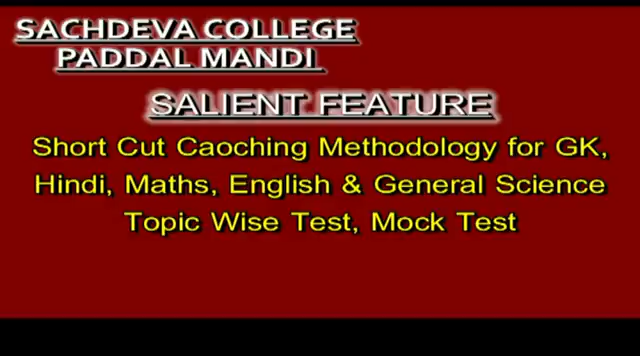 SACHDEVA COLLEGE
PADDAL MANDI
SALIENT FEATURE
Short Cut Caoching Methodology for GK,
Hindi, Maths, English & General Science
Topic Wise Test, Mock Test